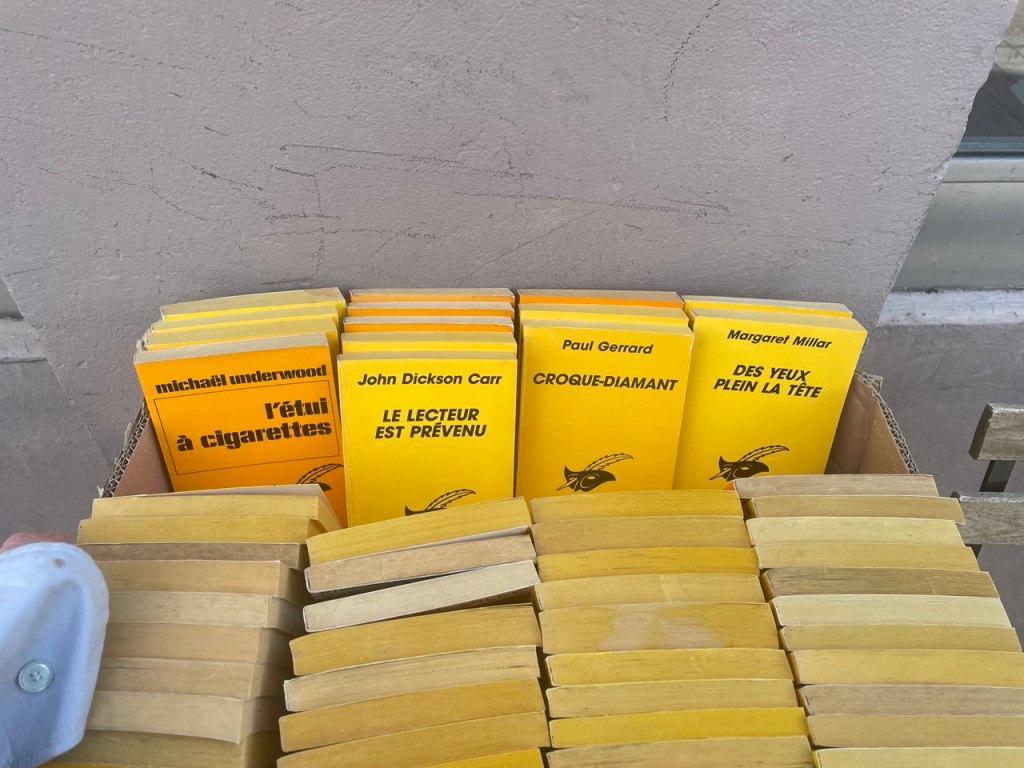 michaël underwood
l'étui
à cigarettes
John Dickson Carr
LE LECTEUR
EST PRÉVENU
Paul Gerrard
CROQUE-DIAMANT
Margaret Millar
DES YEUX
PLEIN LA TÊTE